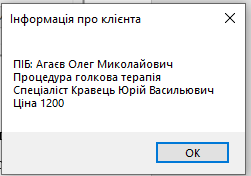 Інформація про клієнта
ПІБ: Агаєв Олег Миколайович
Процедура голкова терапія
Спеціаліст Кравець Юрій Васильович
Ціна 1200
OK